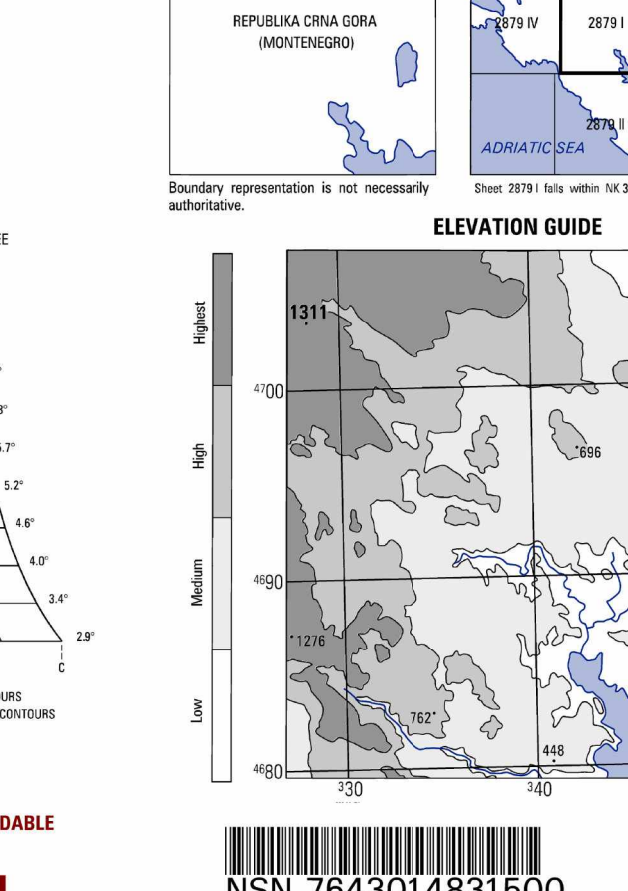 REPUBLIKA CRNA GORA
(MONTENEGRO)
2879 IV
2879 I
2879 II
ADRIATIC SEA
Boundary representation is not necessarily
authoritative.
Sheet 2879 I falls within NK 3
ELEVATION GUIDE
Highest
High
Medium
Low
1311
4700
696
4690
1276
762
448
4680
330
340
5.7°
5.2°
4.6°
4.0°
3.4°
2.9°
C
OURS
CONTOURS
DABLE
NSN 7643014831500